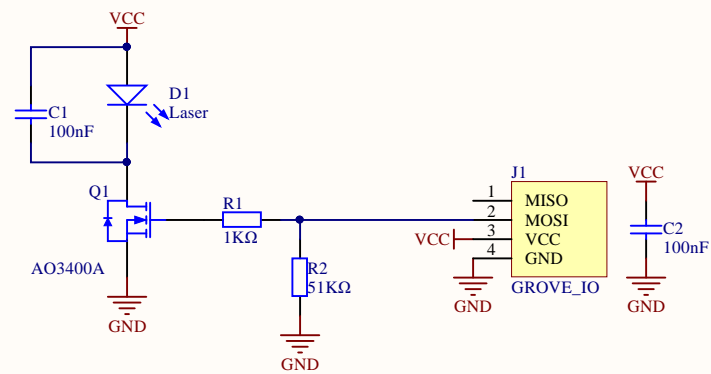 VCC
D1
Laser
C1
100nF
Q1
AO3400A
GND
R1
1KΩ
R2
51KΩ
GND
J1
1 MISO
2 MOSI
VCC 3 VCC
4 GND
GROVE_IO
GND
VCC
C2
100nF
GND